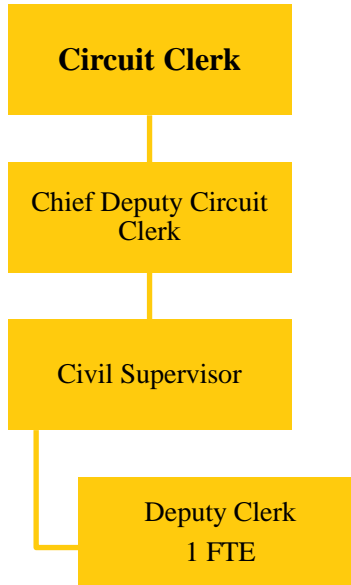 Circuit Clerk
Chief Deputy Circuit
Clerk
Civil Supervisor
Deputy Clerk
1 FTE